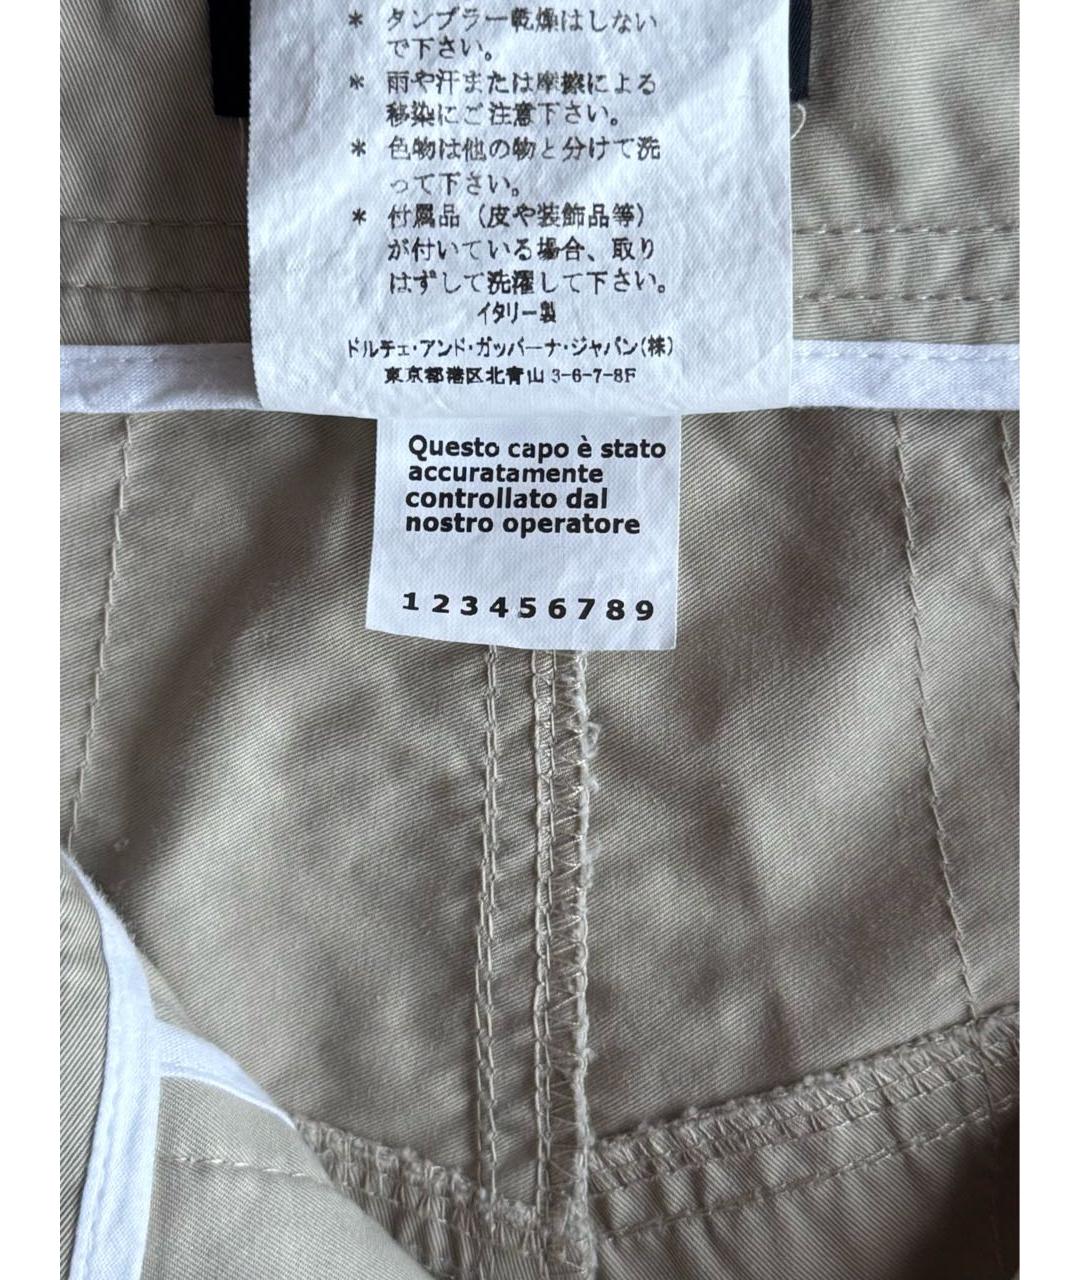 * タンブラー乾燥はしない
で下さい。
* 雨や汗または摩擦による
移染にご注意下さい。
* 色物は他の物と分けて洗
って下さい。
* 付属品（皮や装飾品等）
が付いている場合、取り
はずして洗濯して下さい。
イタリー製
ドルチェ・アンド・ガッバーナ・ジャパン(株)
東京都港区北青山 3-6-7-8F
Questo capo è stato
accuratamente
controllato dal
nostro operatore
1 2 3 4 5 6 7 8 9